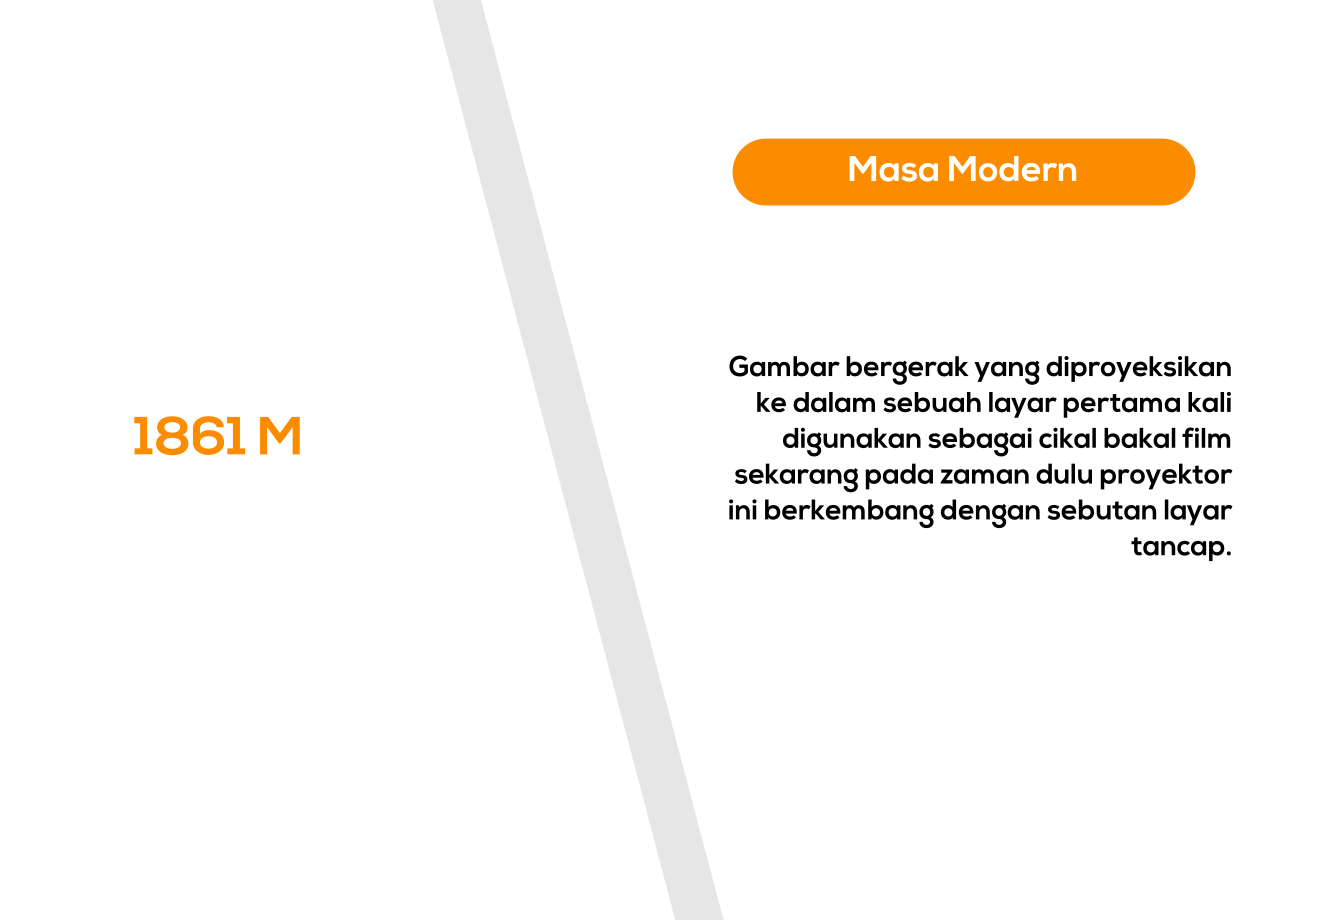 Masa Modern
1861 M
Gambar bergerak yang diproyeksikan
ke dalam sebuah layar pertama kali
digunakan sebagai cikal bakal film
sekarang pada zaman dulu proyektor
ini berkembang dengan sebutan layar
tancap.